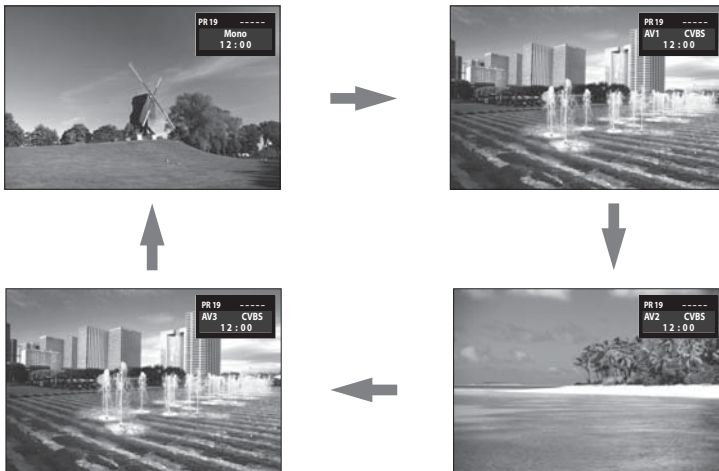 PR 19 -----
Mono
12 : 00
PR 19 -----
AV1 CVBS
12 : 00
PR 19 -----
AV3 CVBS
12 : 00
PR 19 -----
AV2 CVBS
12 : 00